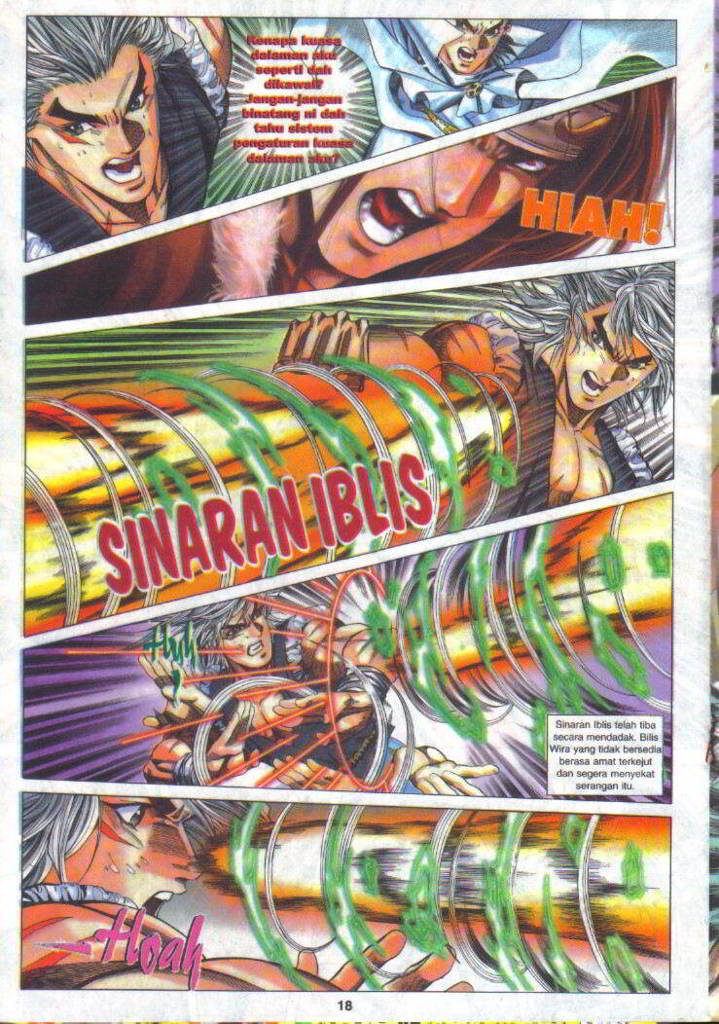 Kenapa kuasa
dalaman aku
seperti dah
dikawal?
Jangan-jangan
binatang ni dah
tahu sistem
pengaturan kuasa
dalaman aku?
HIAH!
SINARAN IBLIS
Huh!
Sinaran Iblis telah tiba
secara mendadak. Bilis
Wira yang tidak bersedia
berasa amat terkejut
dan segera menyekat
serangan itu.
Hoah
18